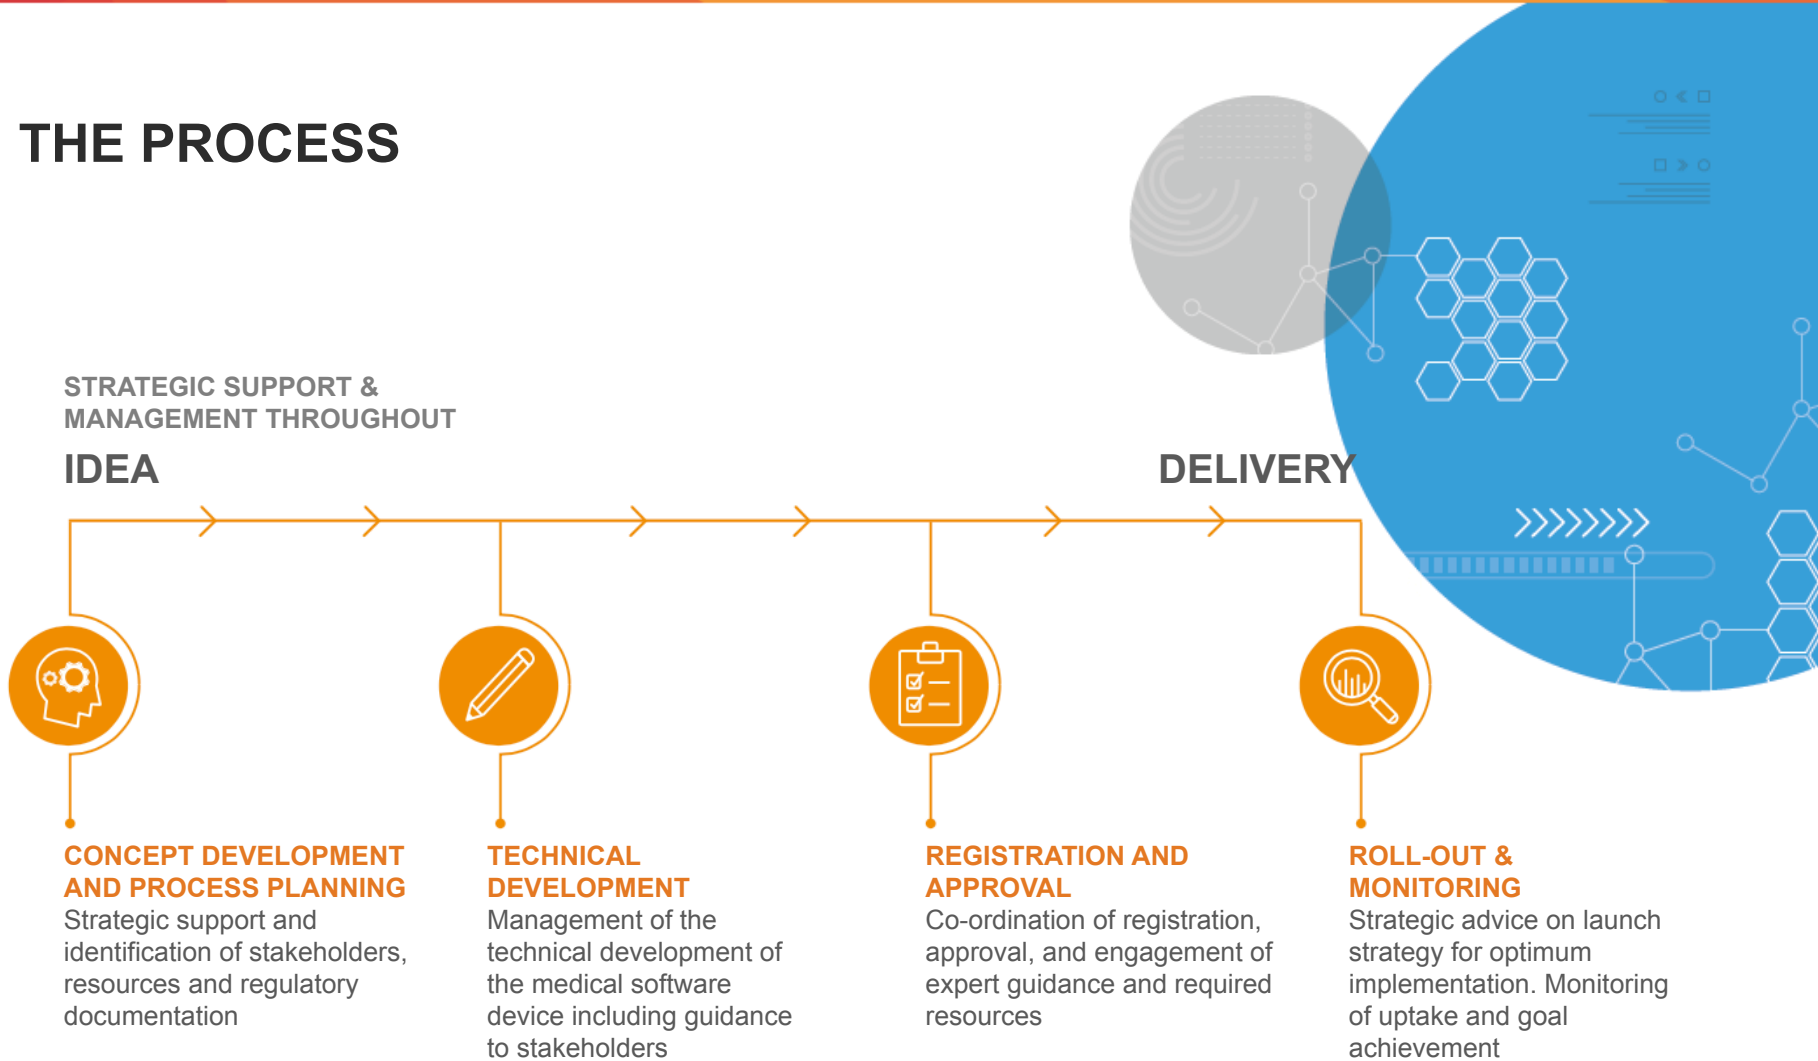 THE PROCESS
STRATEGIC SUPPORT &
MANAGEMENT THROUGHOUT
IDEA
DELIVERY
CONCEPT DEVELOPMENT
AND PROCESS PLANNING
Strategic support and
identification of stakeholders,
resources and regulatory
documentation
TECHNICAL
DEVELOPMENT
Management of the
technical development of
the medical software
device including guidance
to stakeholders
REGISTRATION AND
APPROVAL
Co-ordination of registration,
approval, and engagement of
expert guidance and required
resources
ROLL-OUT &
MONITORING
Strategic advice on launch
strategy for optimum
implementation. Monitoring
of uptake and goal
achievement